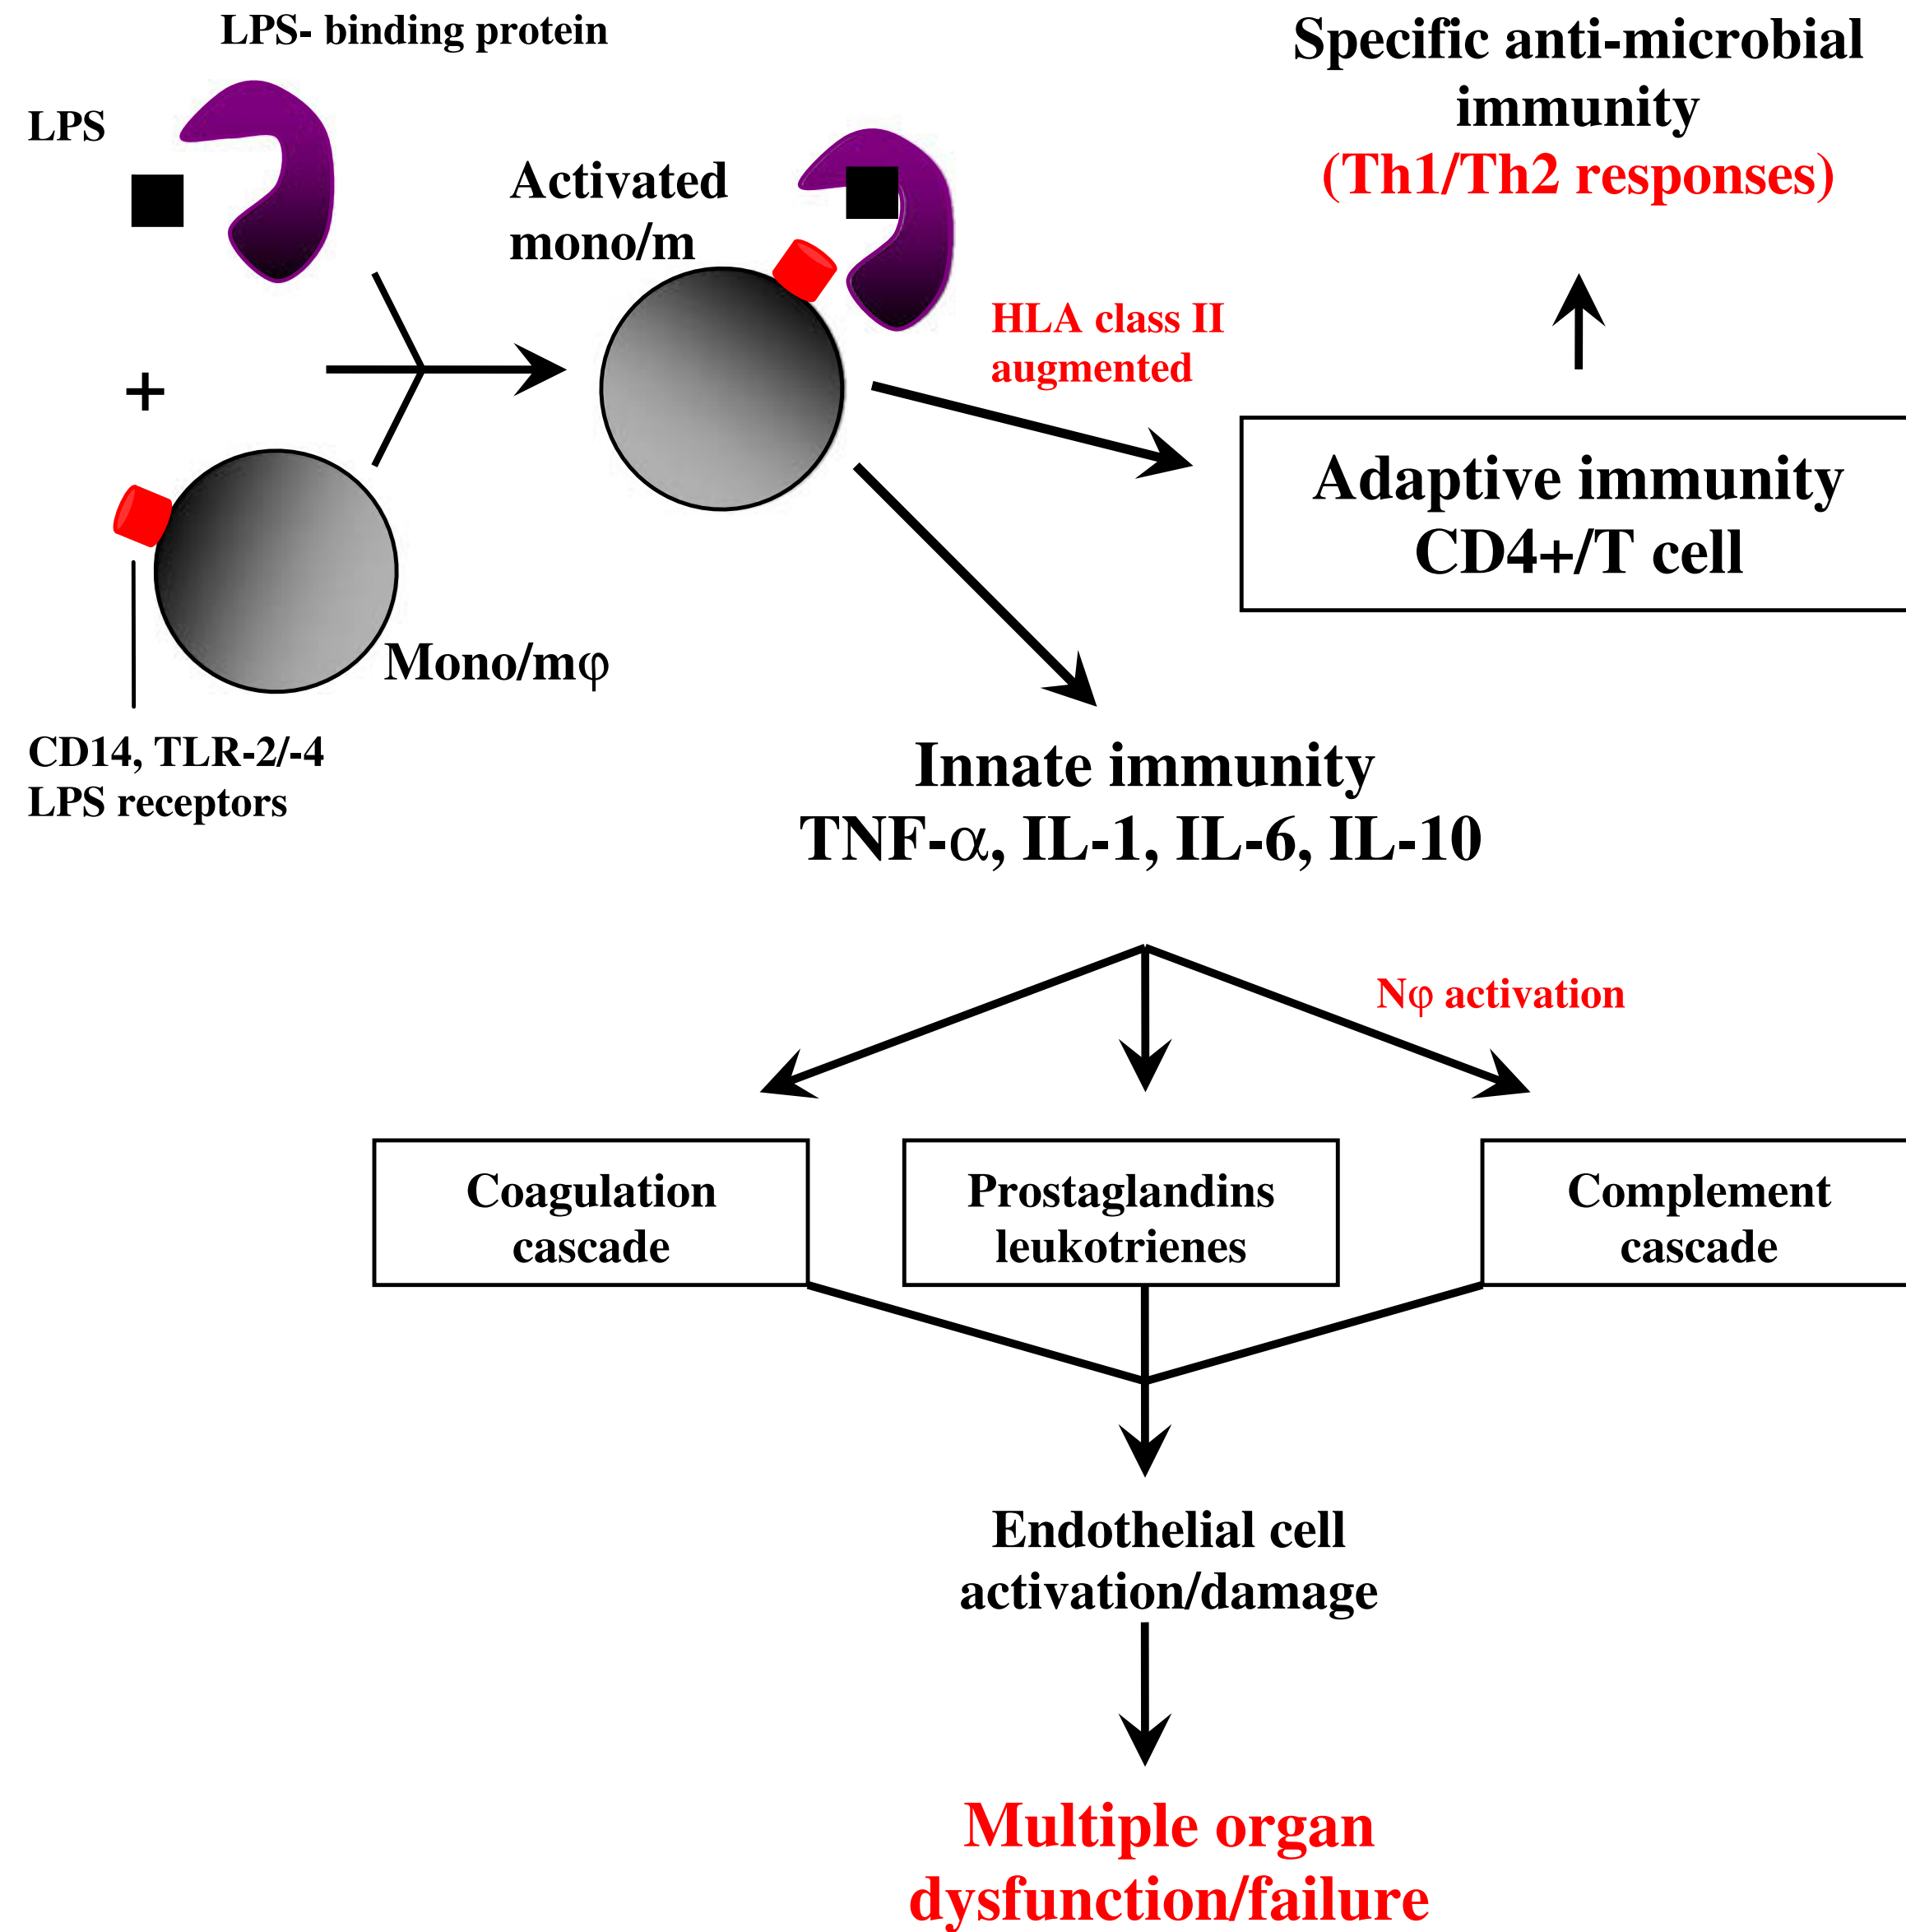 LPS- binding protein
LPS
+
Mono/mφ
CD14, TLR-2/-4
LPS receptors
Activated
mono/m
HLA class II
augmented
Specific anti-microbial
immunity
(Th1/Th2 responses)
Adaptive immunity
CD4+/T cell
Innate immunity
TNF-α, IL-1, IL-6, IL-10
Nφ activation
Coagulation
cascade
Prostaglandins
leukotrienes
Complement
cascade
Endothelial cell
activation/damage
Multiple organ
dysfunction/failure